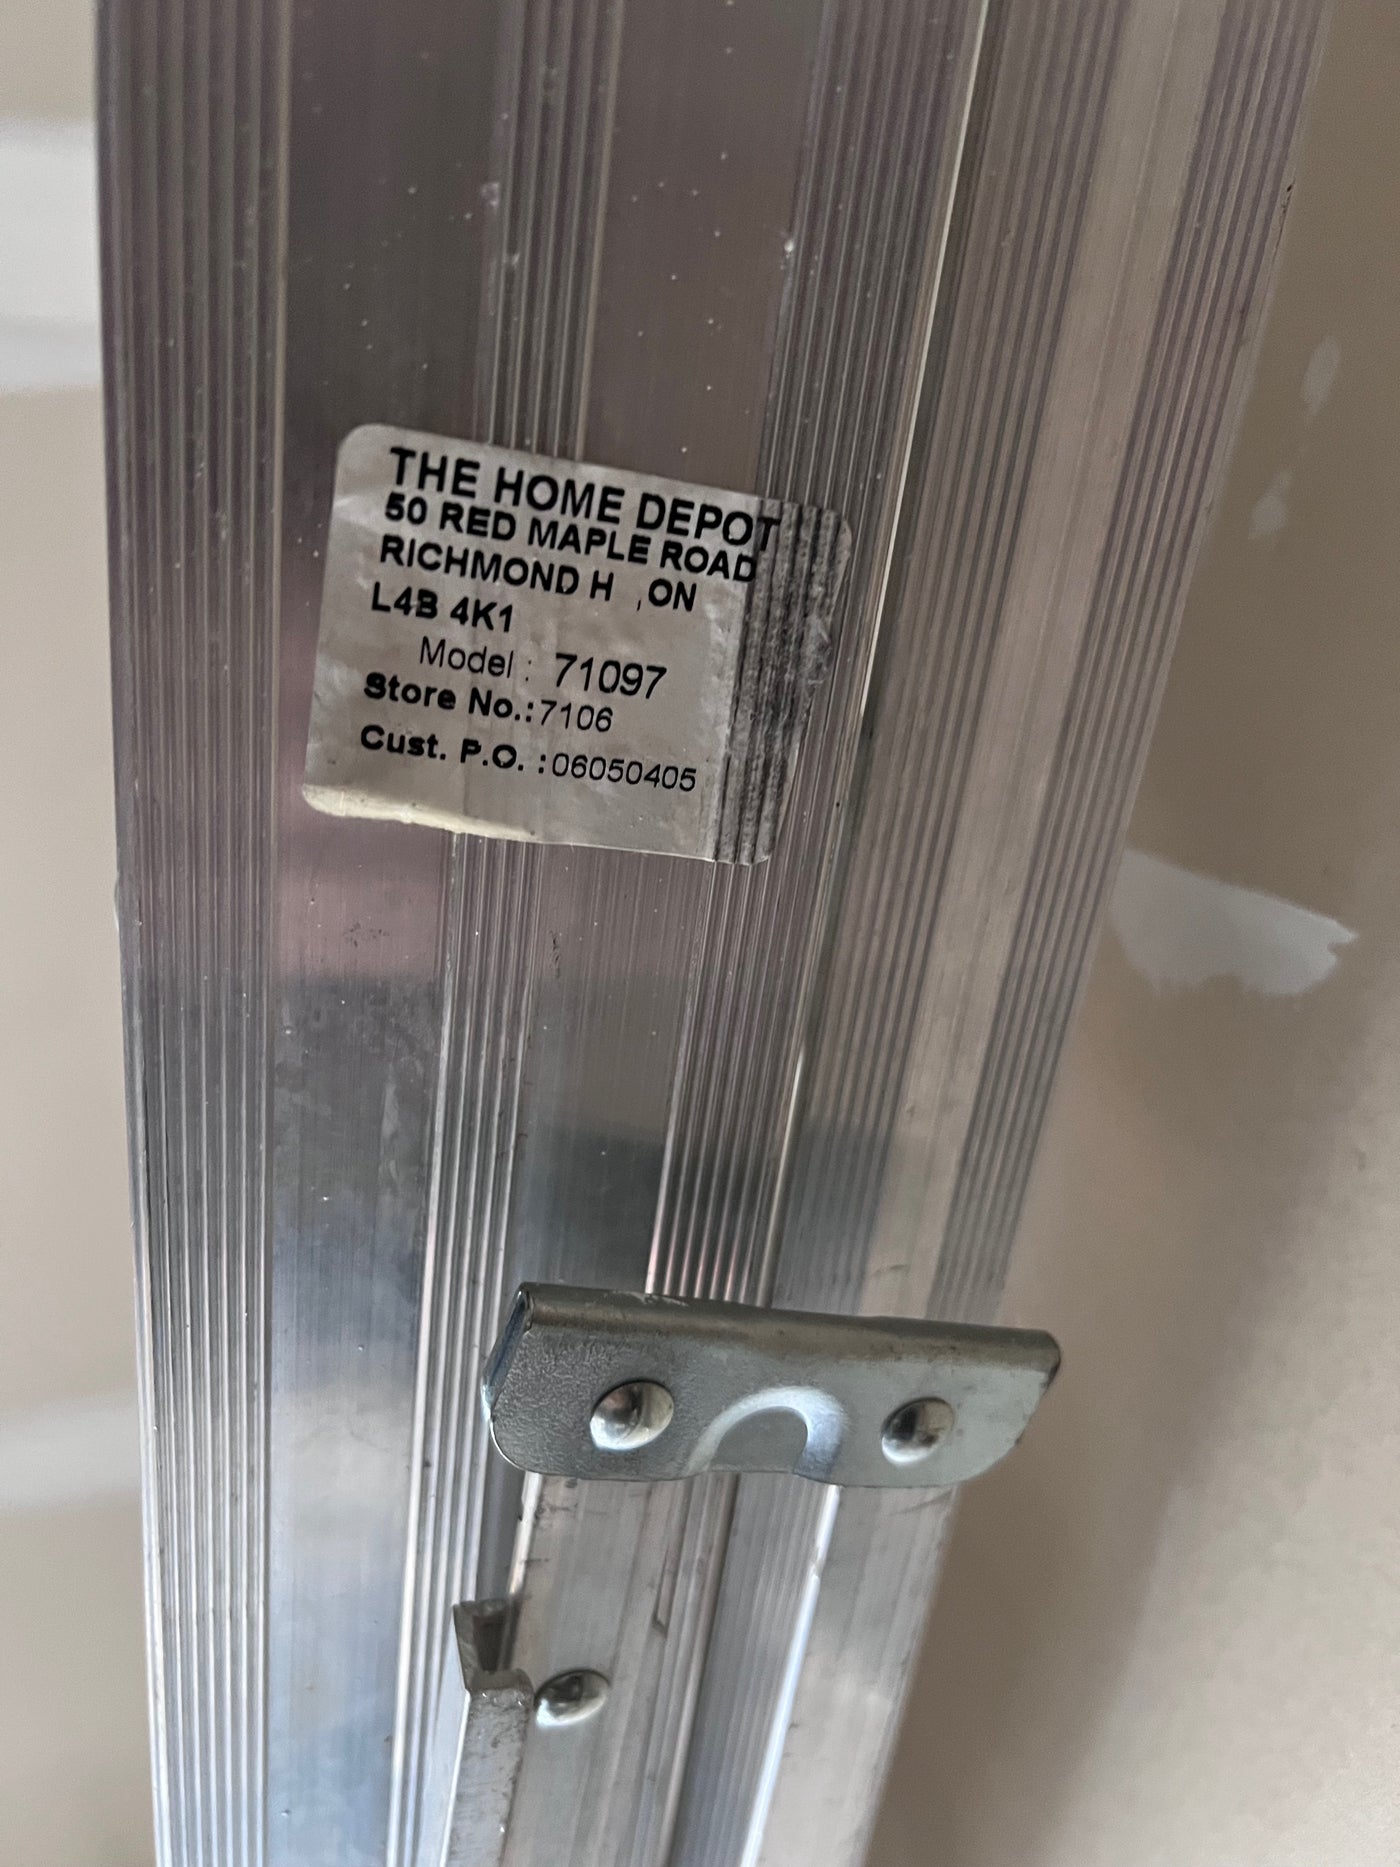 THE HOME DEPOT
50 RED MAPLE ROAD
RICHMOND H , ON
L4B 4K1
Model : 71097
Store No.:7106
Cust. P.O. :06050405